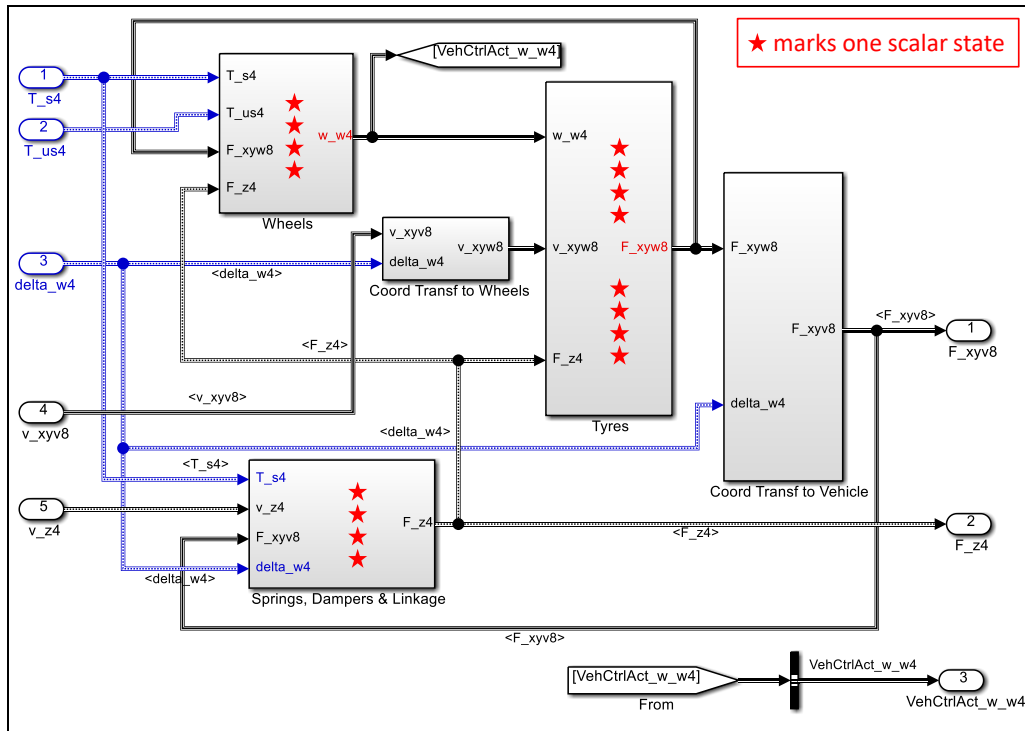 ★ marks one scalar state
[VehCtrlAct_w_w4]
1
T_s4
2
T_us4
T_s4
T_us4
F_xyw8
F_z4
w_w4
Wheels
w_w4
v_xyw8
F_z4
F_xyw8
Tyres
v_xyv8
delta_w4
v_xyw8
Coord Transf to Wheels
3
delta_w4
<delta_w4>
<F_z4>
<v_xyv8>
4
v_xyv8
<delta_w4>
F_xyw8
delta_w4
F_xyv8
Coord Transf to Vehicle
<F_xyv8>
1
F_xyv8
<T_s4>
5
v_z4
T_s4
v_z4
F_xyv8
delta_w4
F_z4
Springs, Dampers & Linkage
<delta_w4>
<F_z4>
2
F_z4
<F_xyv8>
[VehCtrlAct_w_w4]
From
VehCtrlAct_w_w4
3
VehCtrlAct_w_w4